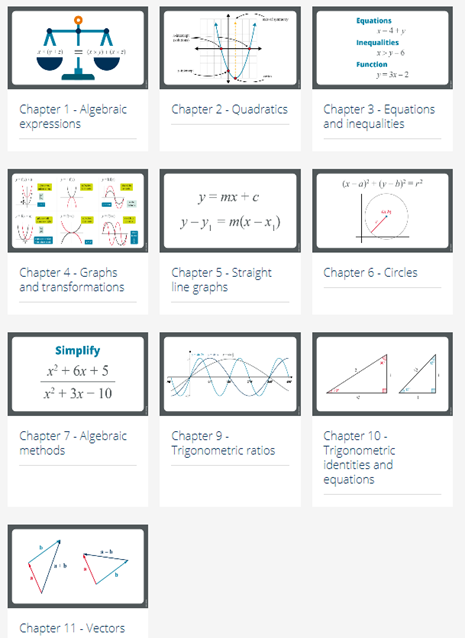 x + (y + z) = (x + y) + (x + z)
Chapter 1 - Algebraic
expressions
Chapter 2 - Quadratics
Equations
x = 4 + y
Inequalities
x > y − 6
Function
y = 3x − 2
Chapter 3 - Equations
and inequalities
Chapter 4 - Graphs
and transformations
y = mx + c
y − y₁ = m(x − x₁)
Chapter 5 - Straight
line graphs
(x − a)² + (y − b)² = r²
Chapter 6 - Circles
Simplify
x² + 6x + 5
x² + 3x − 10
Chapter 7 - Algebraic
methods
Chapter 9 -
Trigonometric ratios
Chapter 10 -
Trigonometric
identities and
equations
b
a
a + b
a − b
a
b
Chapter 11 - Vectors